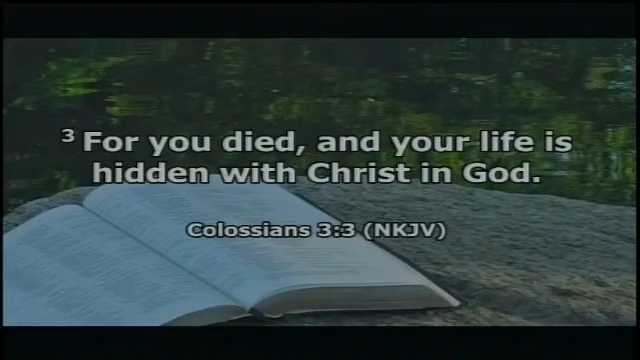 3 For you died, and your life is
hidden with Christ in God.
Colossians 3:3 (NKJV)